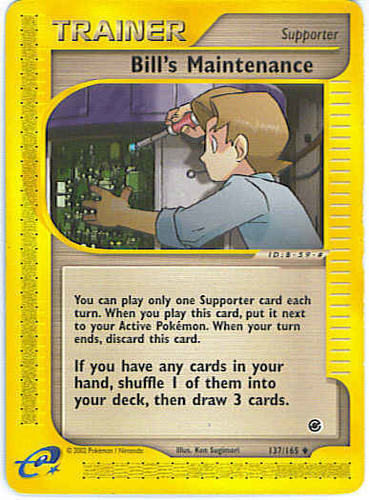 TRAINER
Supporter
Bill's Maintenance
ID:B-59-#
You can play only one Supporter card each
turn. When you play this card, put it next
to your Active Pokémon. When your turn
ends, discard this card.
If you have any cards in your
hand, shuffle 1 of them into
your deck, then draw 3 cards.
©2002 Pokémon / Nintendo
Illus. Ken Sugimori
137/165 ◆
e